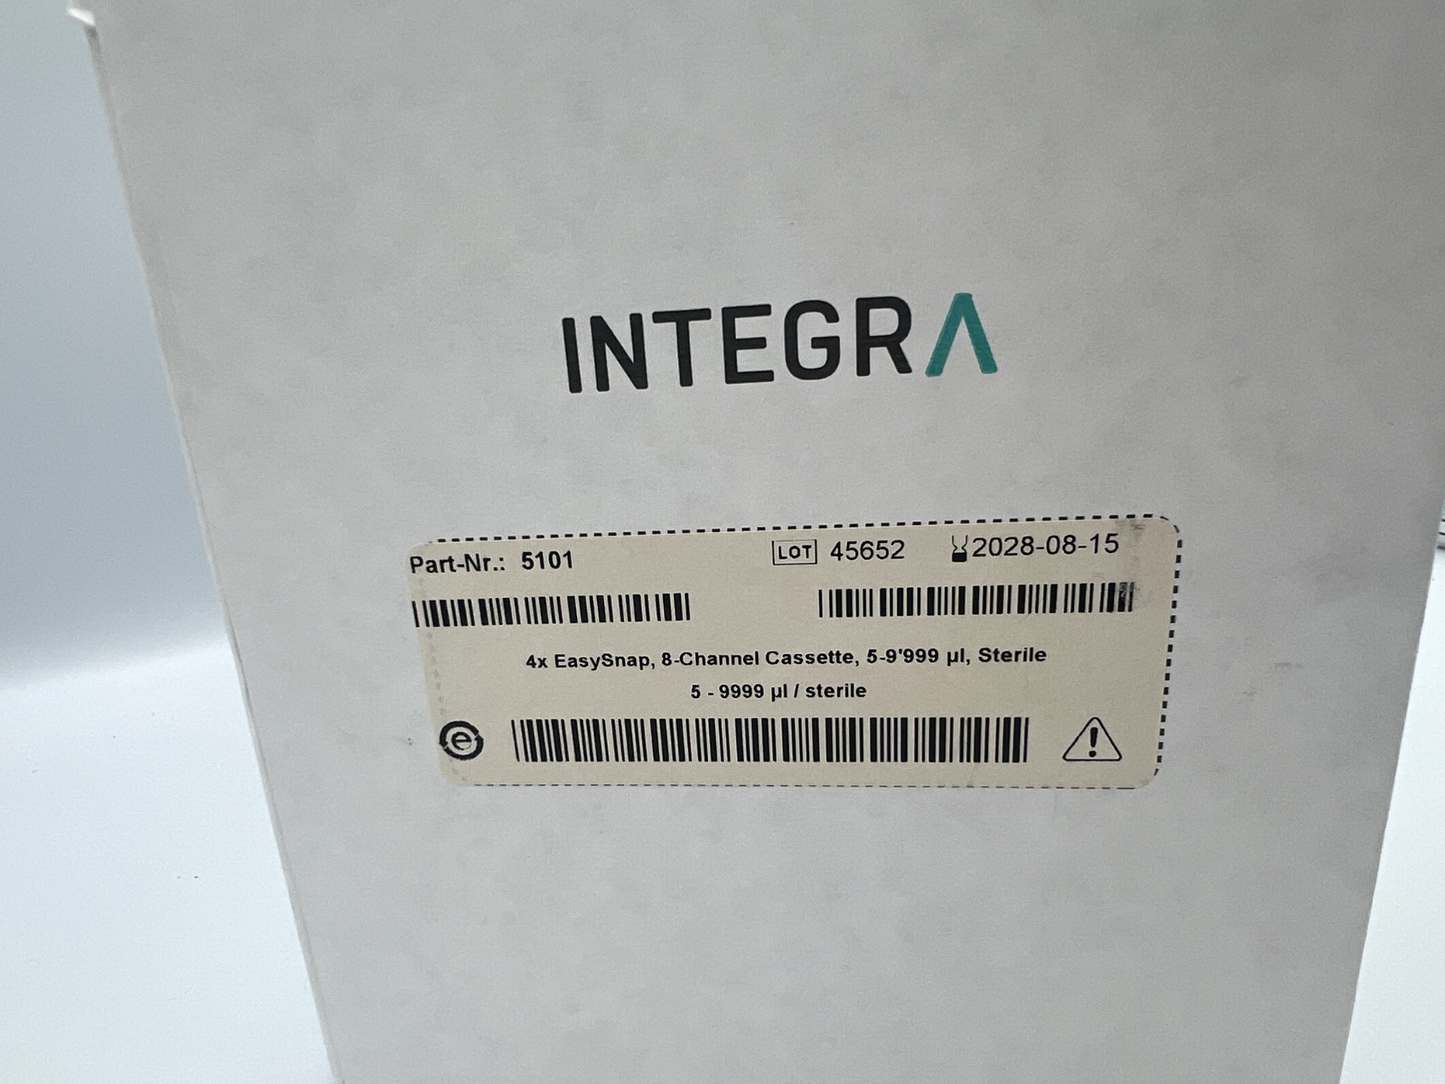 INTEGRA
Part-Nr.: 5101 LOT 45652 2028-08-15
4x EasySnap, 8-Channel Cassette, 5-9'999 µl, Sterile
5 - 9999 µl / sterile
e